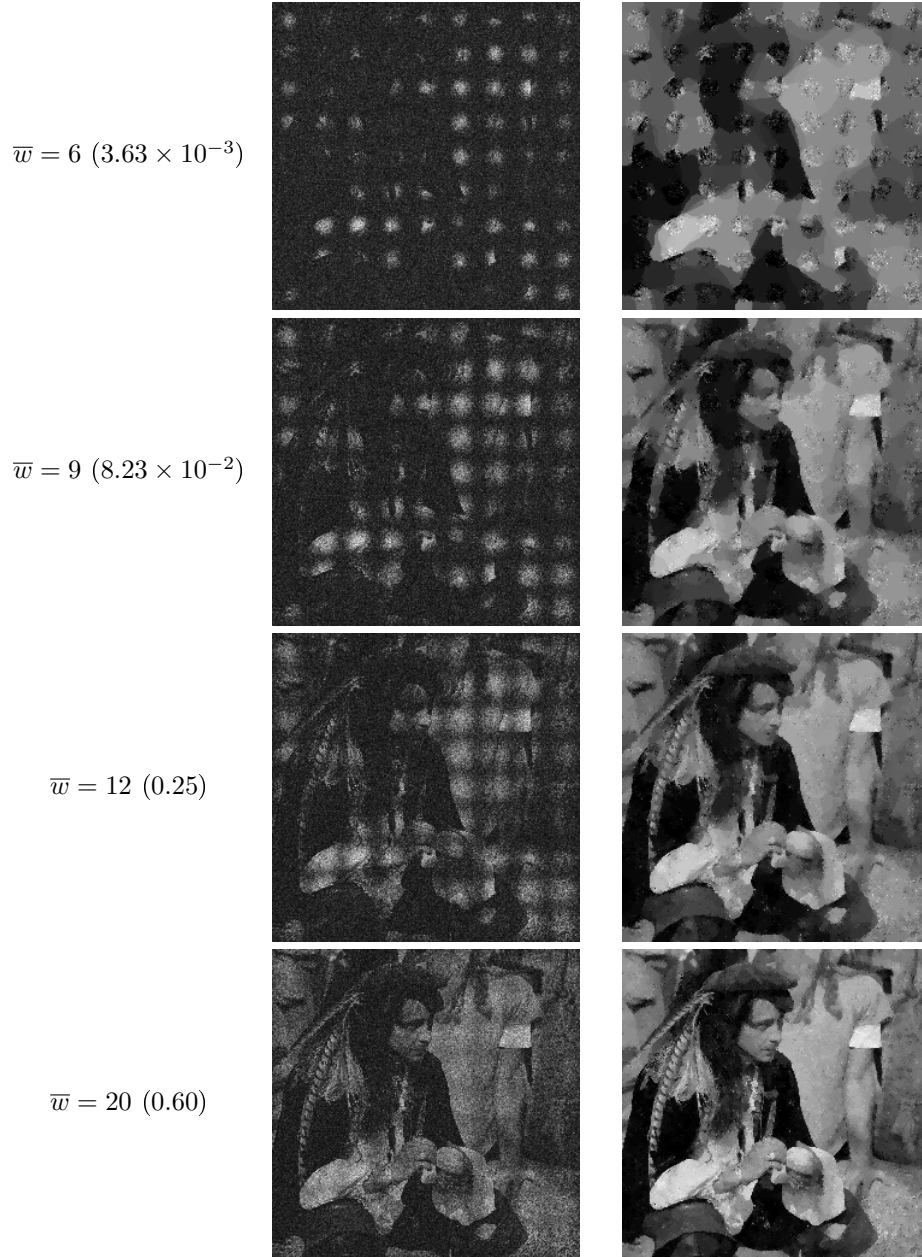 w̅ = 6 (3.63 × 10⁻³)
w̅ = 9 (8.23 × 10⁻²)
w̅ = 12 (0.25)
w̅ = 20 (0.60)